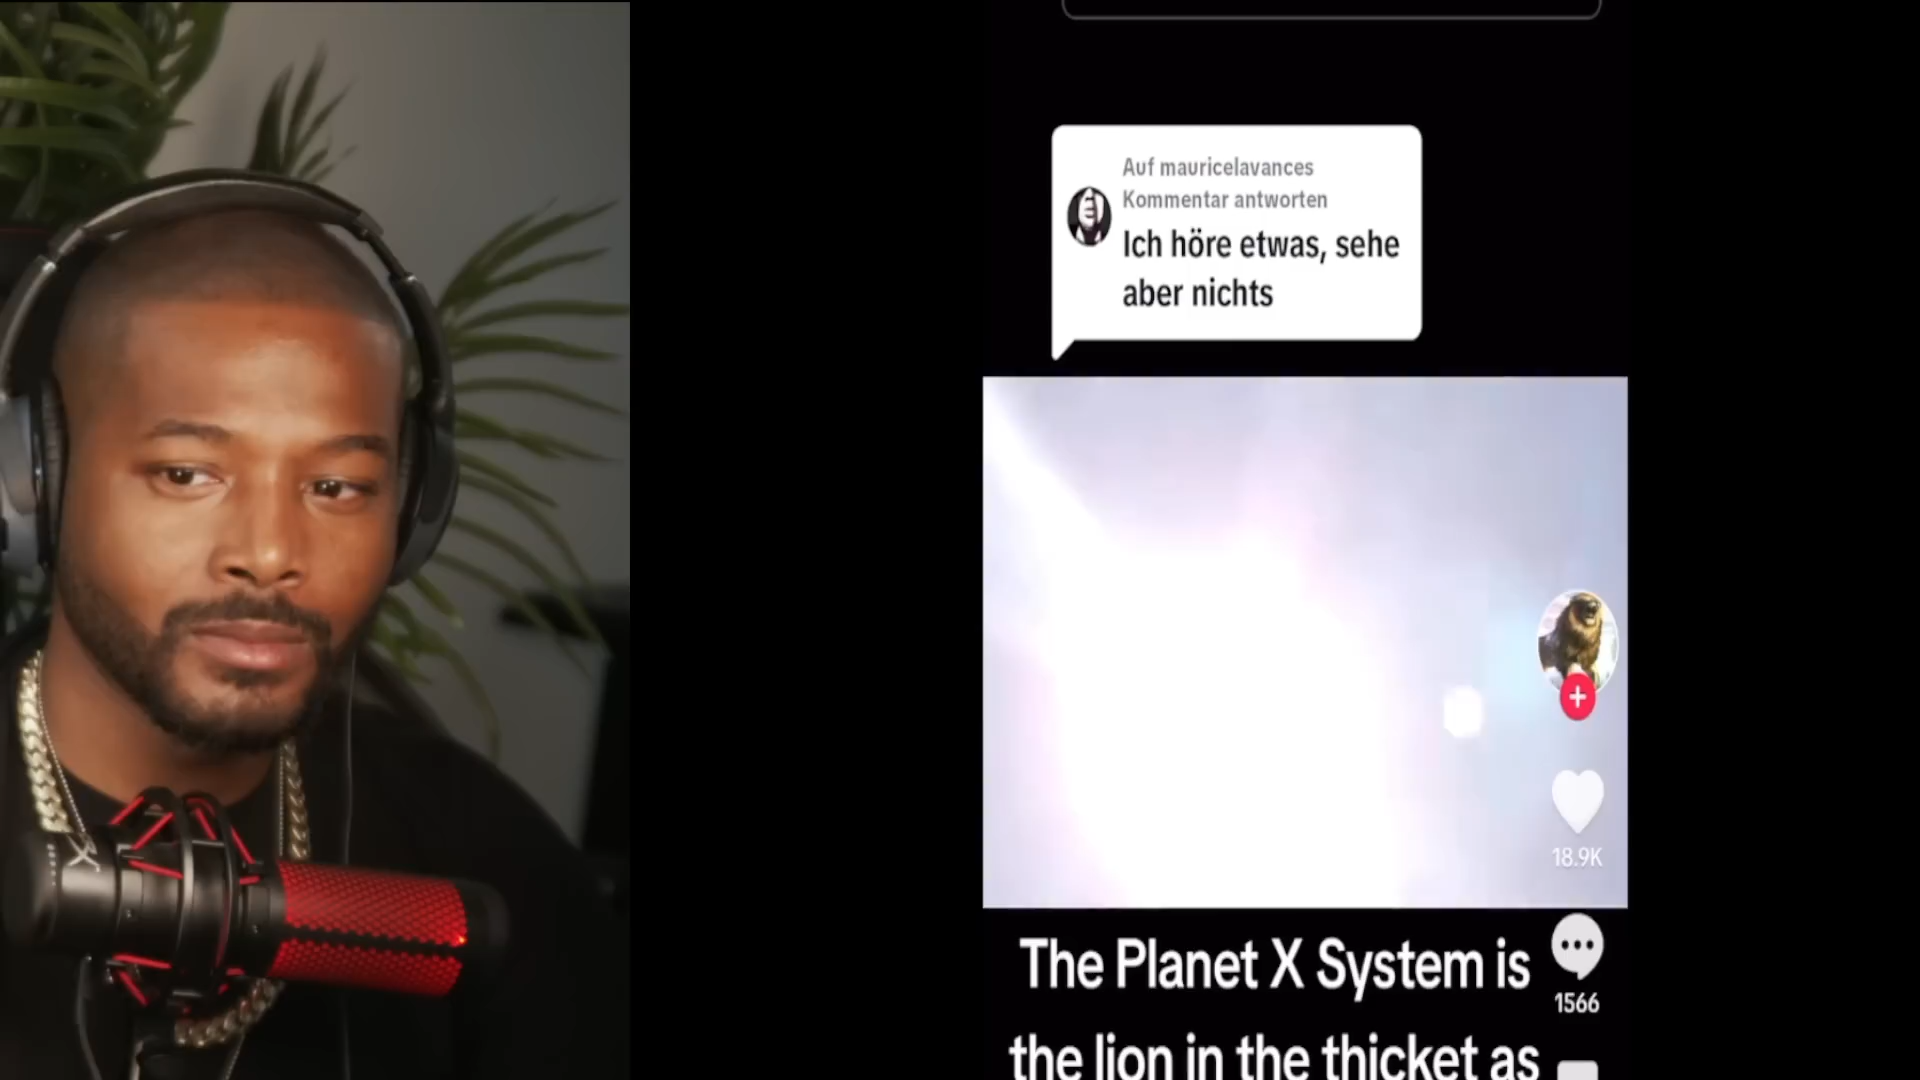 Auf mauricelavances
Kommentar antworten
Ich höre etwas, sehe
aber nichts
18.9K
The Planet X System is
1566
the lion in the thicket as